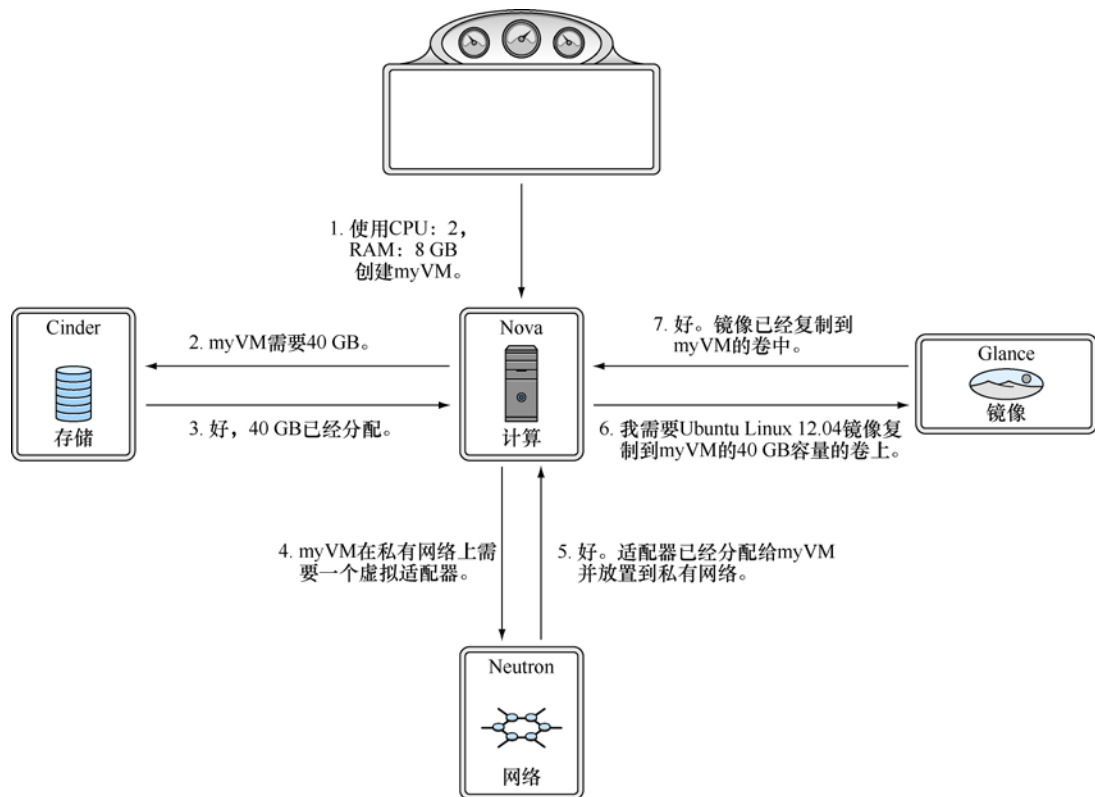 1. 使用CPU：2，
RAM：8 GB
创建myVM。
Cinder
存储
2. myVM需要40 GB。
3. 好，40 GB已经分配。
Nova
计算
7. 好。镜像已经复制到
myVM的卷中。
6. 我需要Ubuntu Linux 12.04镜像复
制到myVM的40 GB容量的卷上。
Glance
镜像
4. myVM在私有网络上需
要一个虚拟适配器。
5. 好。适配器已经分配给myVM
并放置到私有网络。
Neutron
网络